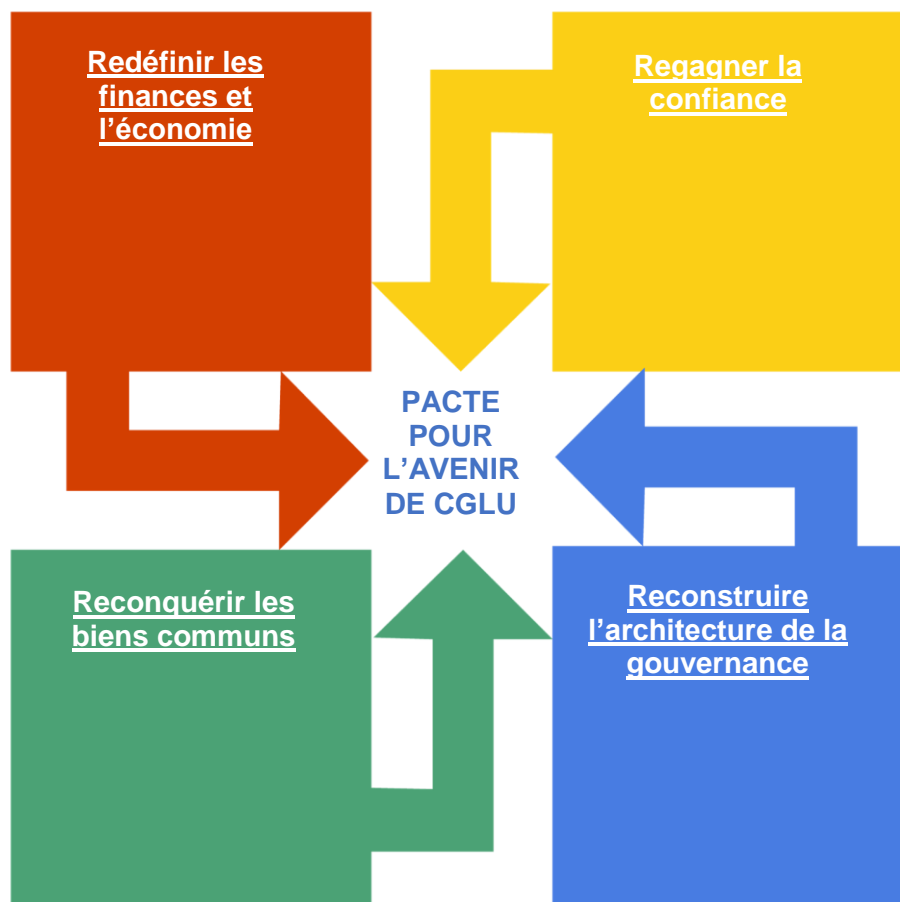 Redéfinir les
finances et
l’économie
Regagner la
confiance
PACTE
POUR
L’AVENIR
DE CGLU
Reconquérir les
biens communs
Reconstruire
l’architecture de la
gouvernance